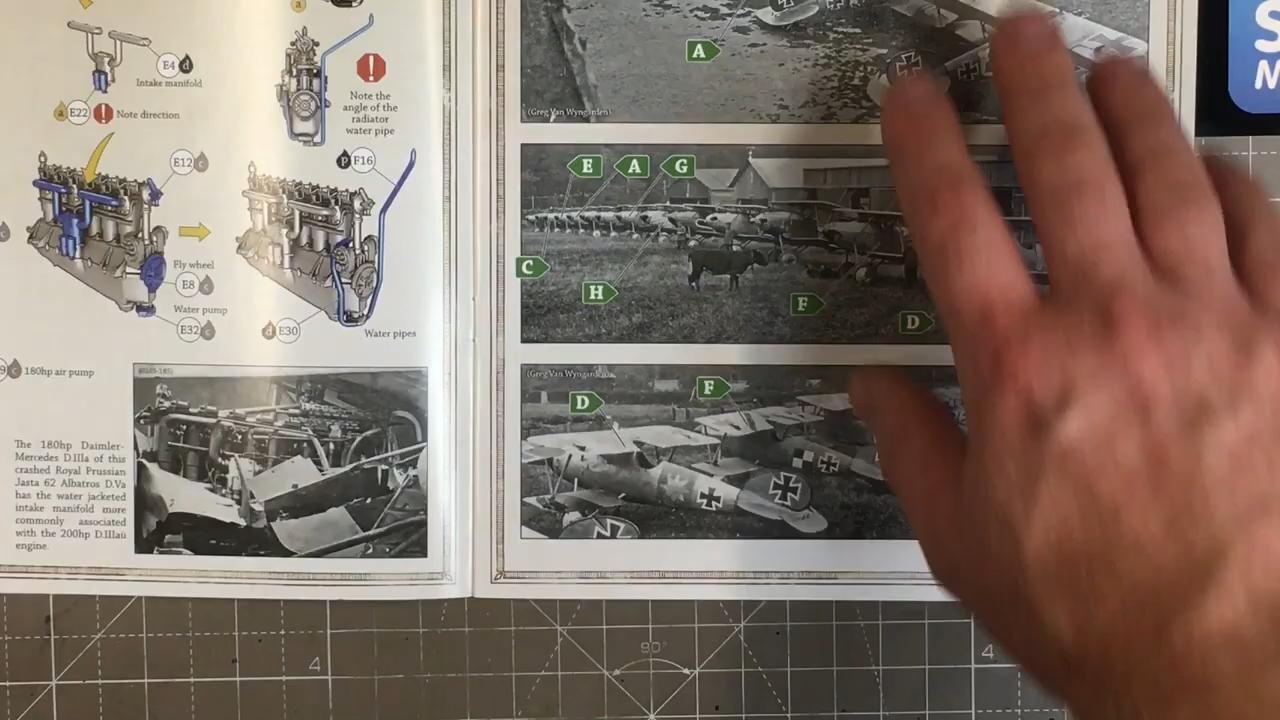 a
E4 d
Intake manifold
a E22 ! Note direction
!
Note the
angle of the
radiator
water pipe
E12 c
p F16
c
Fly wheel
E8 c
Water pump
E32 c
d E30
Water pipes
9 c 180hp air pump
The 180hp Daimler-
Mercedes D.IIIa of this
crashed Royal Prussian
Jasta 62 Albatros D.Va
has the water jacketed
intake manifold more
commonly associated
with the 200hp D.IIIaü
engine.
A
(Greg Van Wyngarden)
E A G
C
H
F
D
(Greg Van Wyngarden)
D
F
S
M
4
90°
4